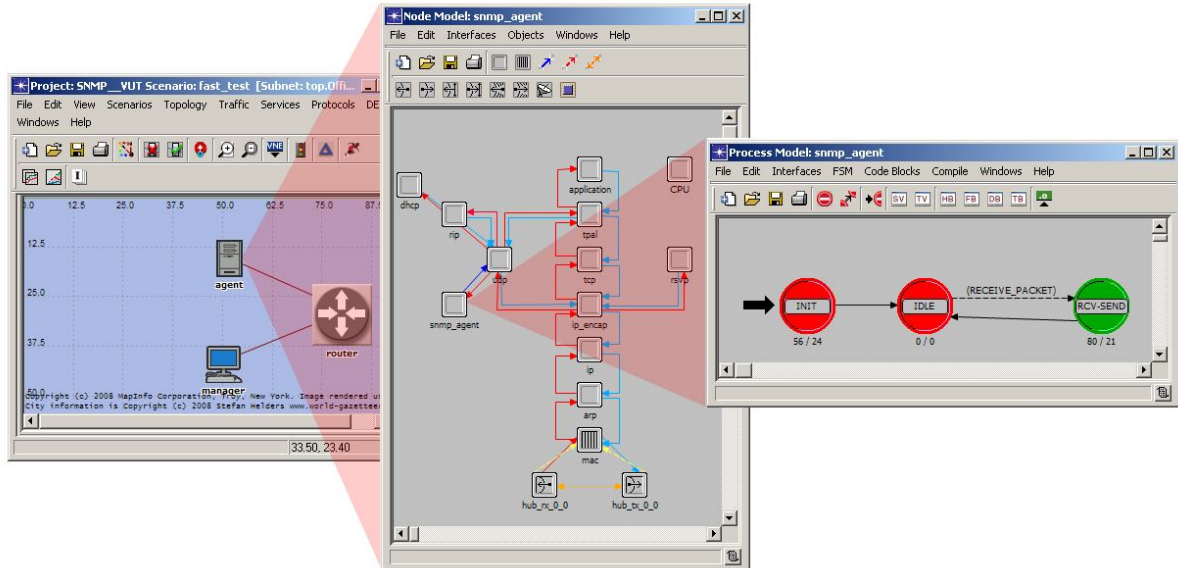 Node Model: snmp_agent
File Edit Interfaces Objects Windows Help
Project: SNMP__VUT Scenario: fast_test [Subnet: top.Offi...
File Edit View Scenarios Topology Traffic Services Protocols DE
Windows Help
VNE
0.0 12.5 25.0 37.5 50.0 62.5 75.0 87.5
12.5
25.0
37.5
50.0
agent
router
manager
Copyright (c) 2008 MapInfo Corporation, Troy, New York. Image rendered us
City information is Copyright (c) 2008 Stefan Helders www.world-gazetteer
33.50, 23.40
application
CPU
dhcp
rip
tpal
udp
tcp
rsvp
snmp_agent
ip_encap
ip
arp
mac
hub_rx_0_0
hub_tx_0_0
Process Model: snmp_agent
File Edit Interfaces FSM Code Blocks Compile Windows Help
SV TV HB FB DB TB
(RECEIVE_PACKET)
INIT
IDLE
RCV-SEND
56 / 24
0 / 0
80 / 21